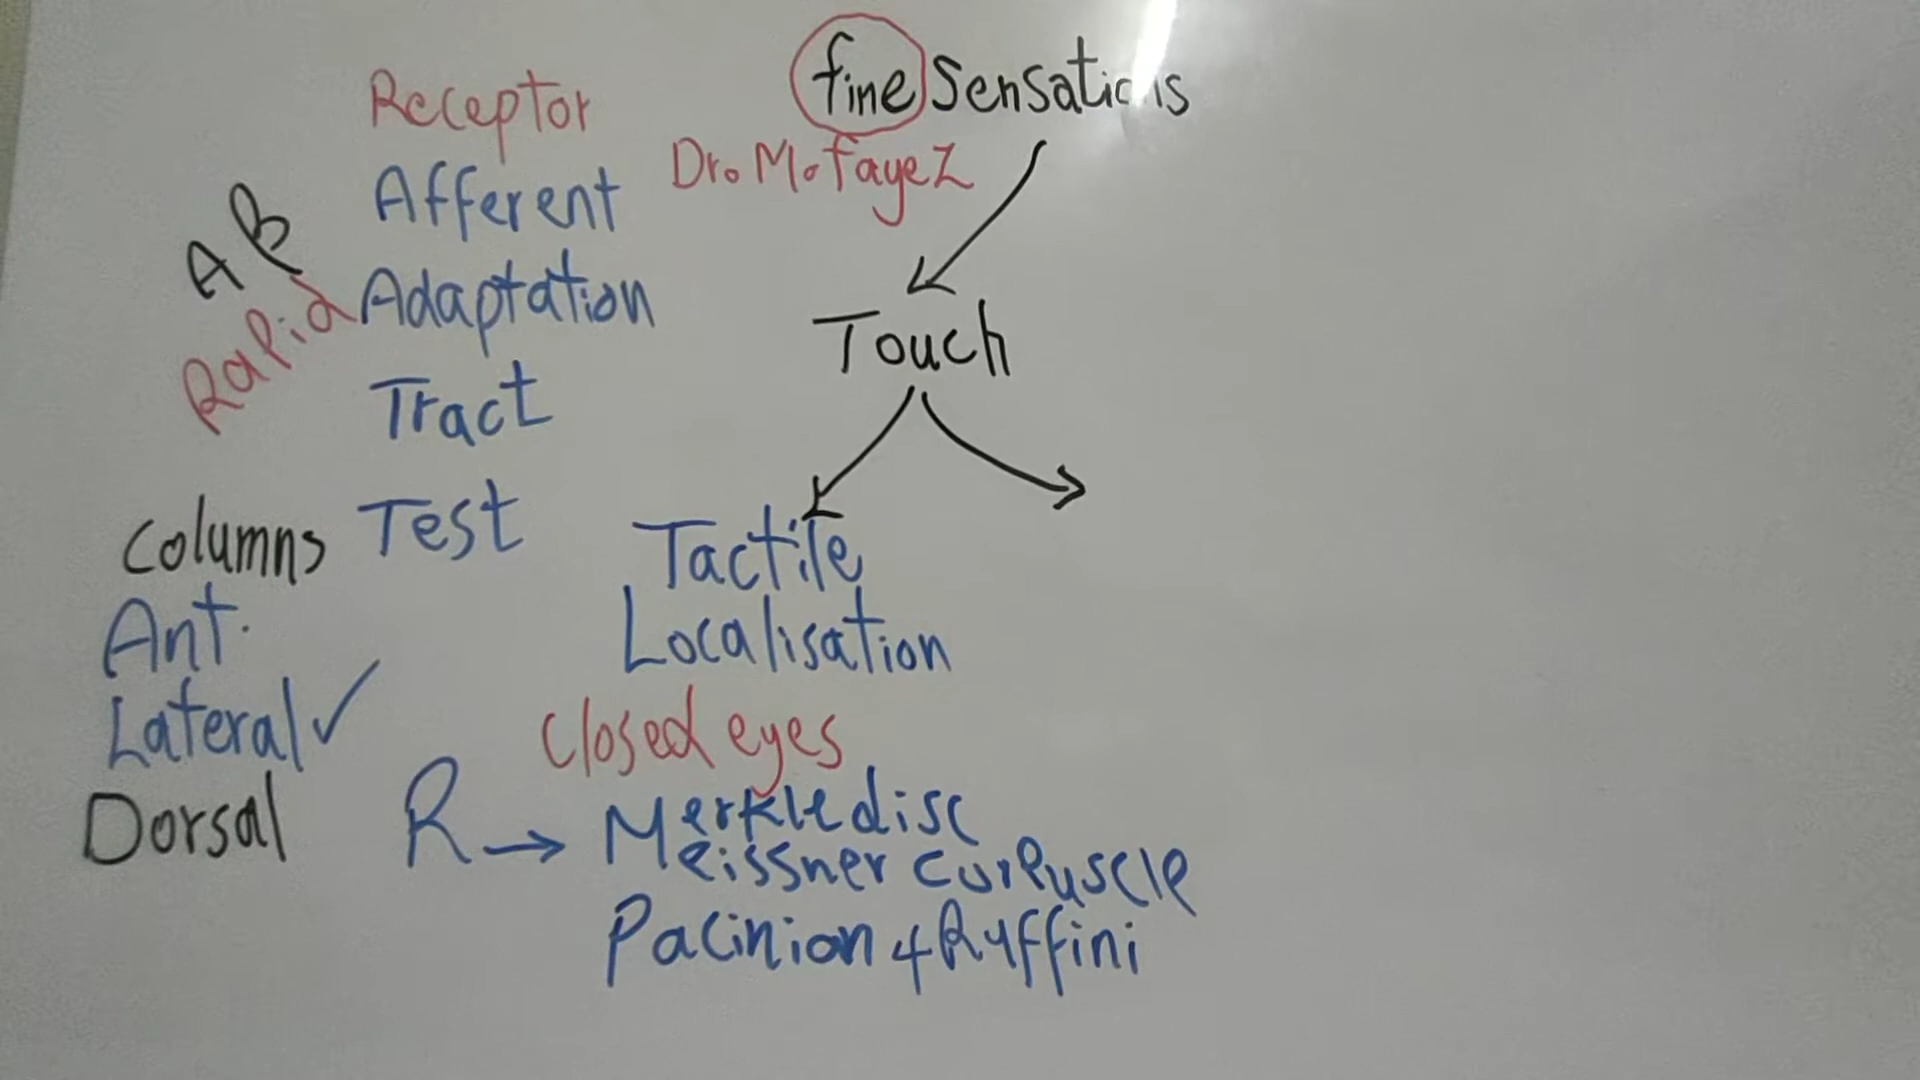 fine Sensations
Dr. Mo fayeZ
Receptor
Afferent
AB
Rapid
Adaptation
Tract
Test
Columns
Ant.
Lateral ✓
Dorsal
Touch
Tactile
Localisation
Closed eyes
R → Merkle disc
Meissner Corpuscle
Pacinion & Ruffini